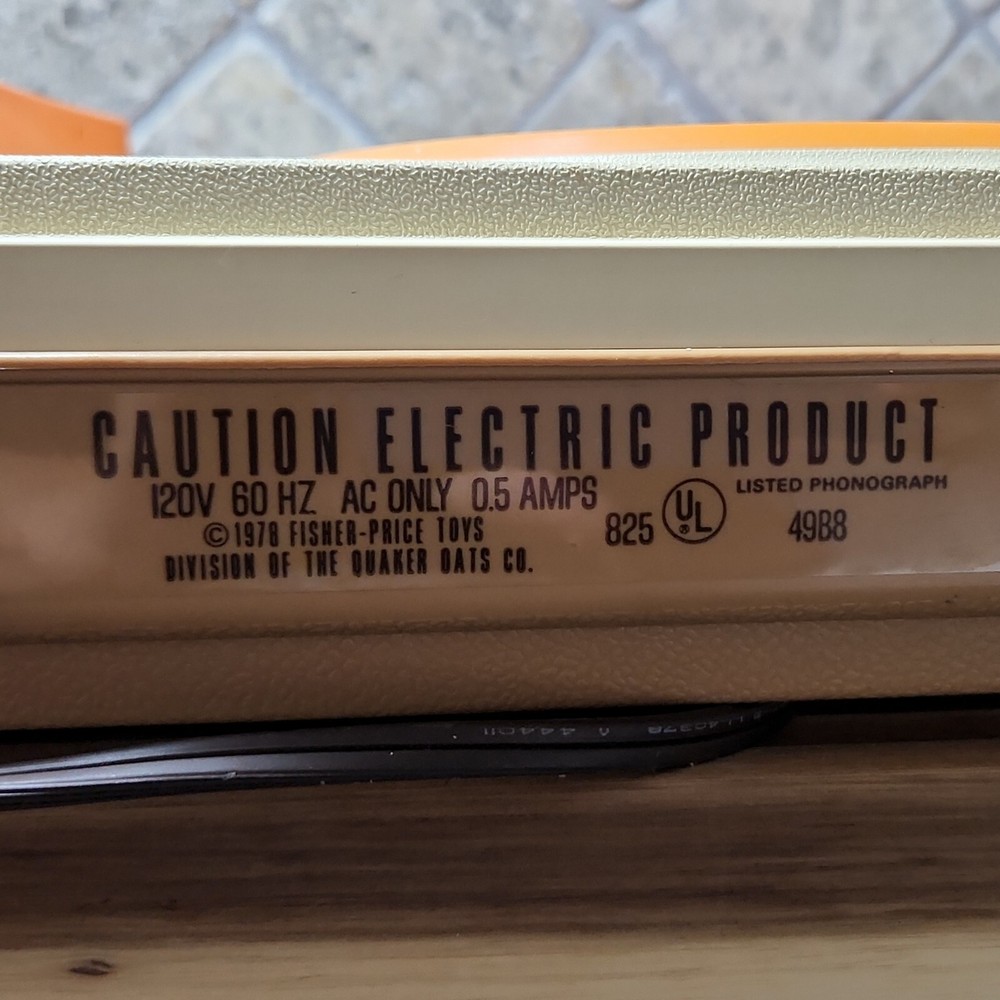 CAUTION ELECTRIC PRODUCT
120V 60 HZ AC ONLY 0.5 AMPS
LISTED PHONOGRAPH
©1978 FISHER-PRICE TOYS
825 UL® 49B8
DIVISION OF THE QUAKER OATS CO.